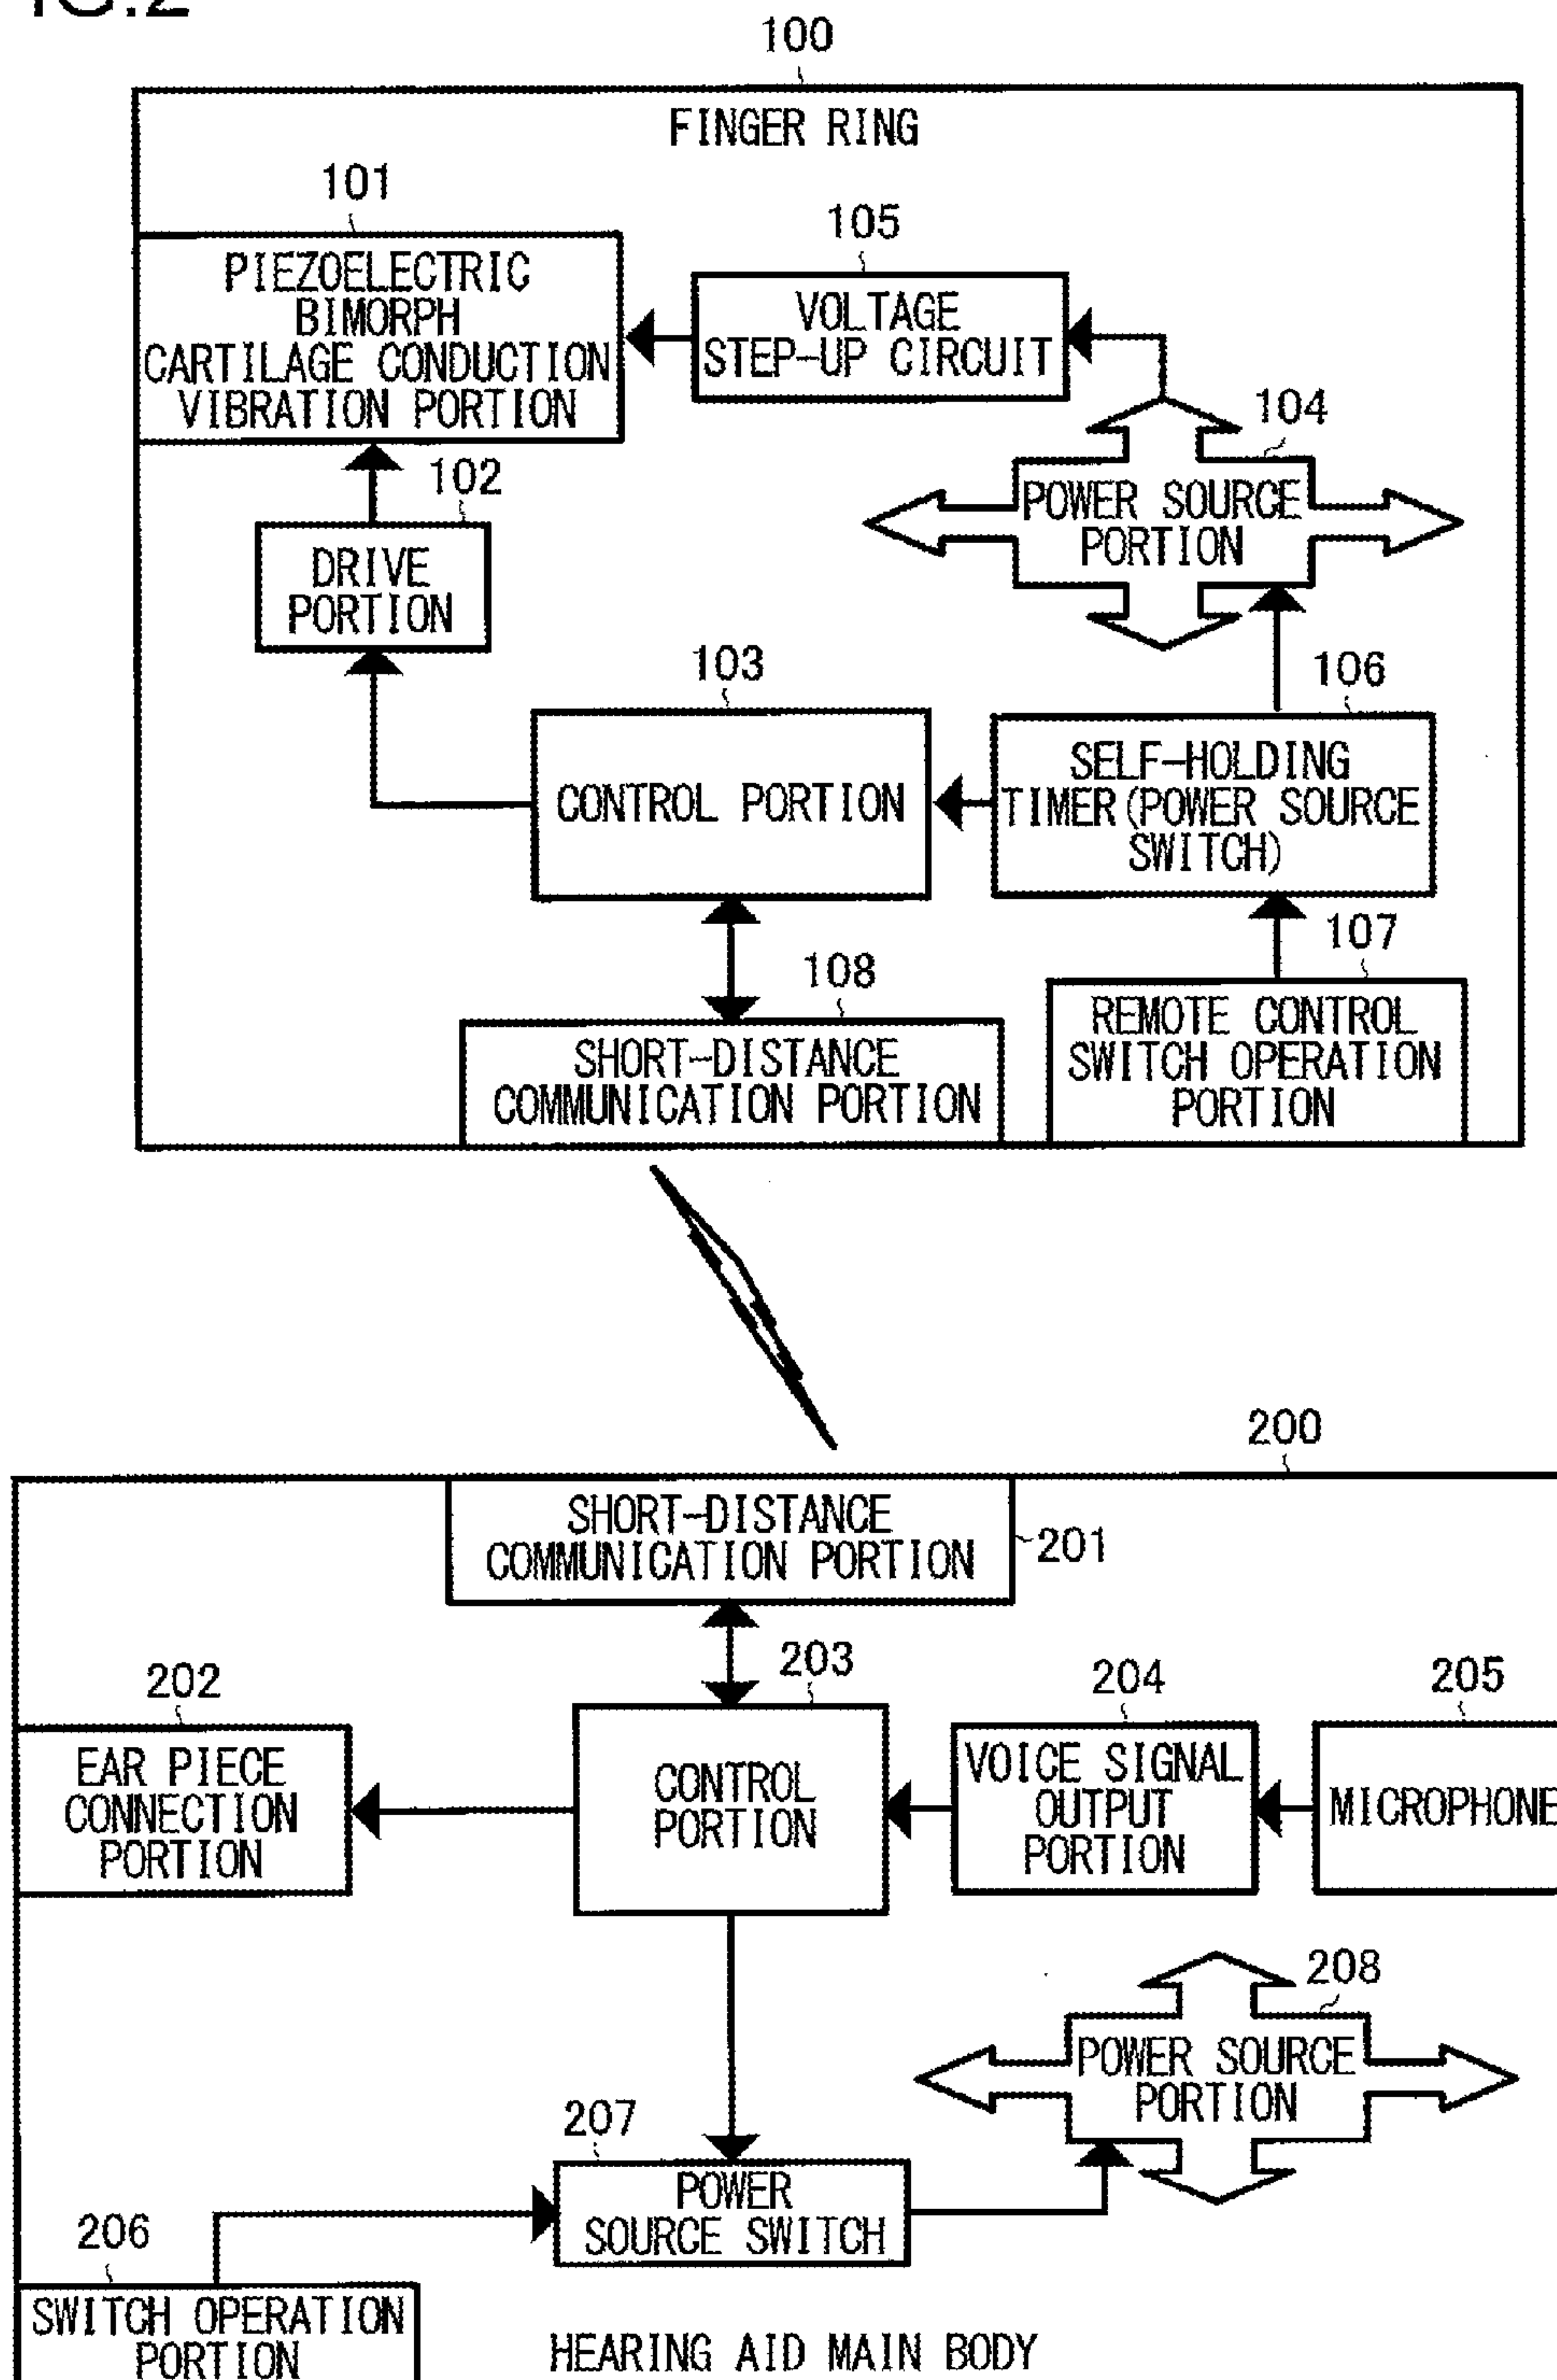 FIG.2
100
FINGER RING
101
105
PIEZOELECTRIC
BIMORPH
CARTILAGE CONDUCTION
VIBRATION PORTION
VOLTAGE
STEP-UP CIRCUIT
104
POWER SOURCE
PORTION
102
DRIVE
PORTION
103
106
CONTROL PORTION
SELF-HOLDING
TIMER(POWER SOURCE
SWITCH)
107
108
REMOTE CONTROL
SWITCH OPERATION
PORTION
SHORT-DISTANCE
COMMUNICATION PORTION
200
SHORT-DISTANCE
COMMUNICATION PORTION
201
202
203
204
205
EAR PIECE
CONNECTION
PORTION
CONTROL
PORTION
VOICE SIGNAL
OUTPUT
PORTION
MICROPHONE
208
POWER SOURCE
PORTION
207
POWER
SOURCE SWITCH
206
SWITCH OPERATION
PORTION
HEARING AID MAIN BODY